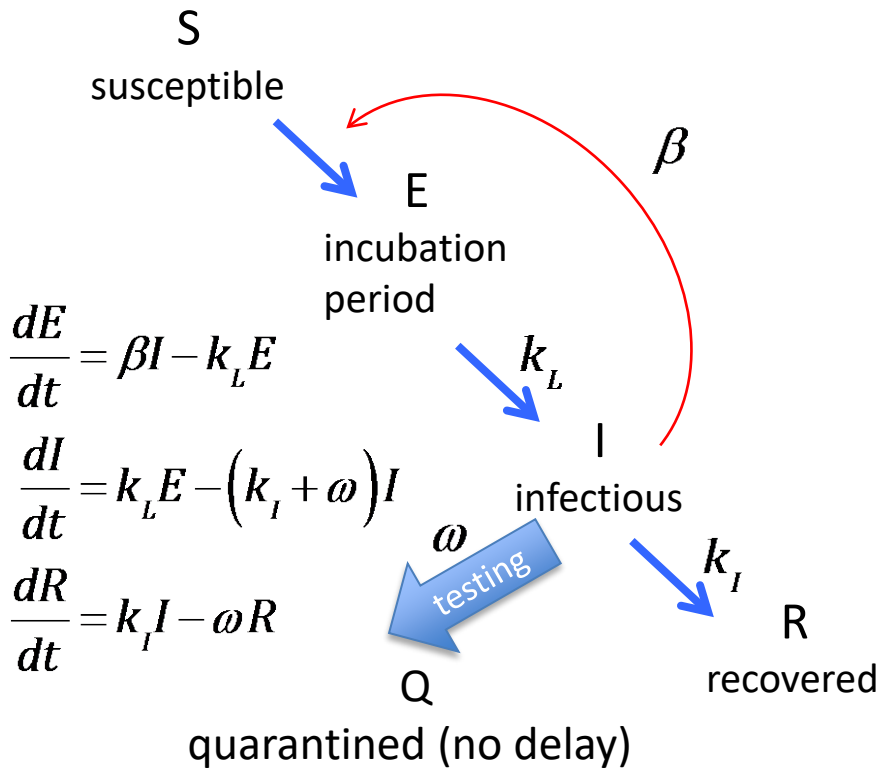 S
susceptible
β
E
incubation
period
dE/dt = βI − k_L E
k_L
I
infectious
dI/dt = k_L E − (k_I + ω)I
ω
testing
k_I
dR/dt = k_I I − ωR
R
recovered
Q
quarantined (no delay)